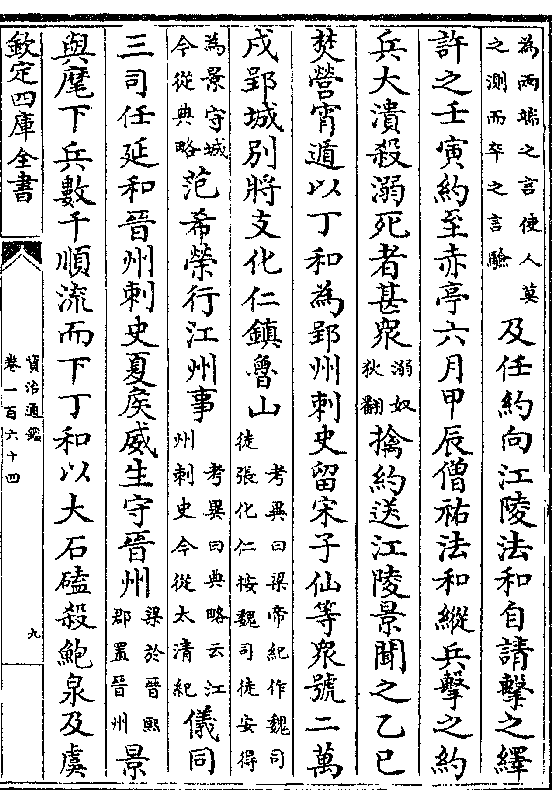 為兩端之言使人莫
之測而卒之言驗
及任約向江陵法和自請擊之繹
許之壬寅約至赤亭六月甲辰僧祐法和縱兵擊之約
兵大潰殺溺死者甚衆
溺奴
狄翻
擒約送江陵景聞之乙巳
焚營宵遁以丁和為郢州刺史留宋子仙等衆號二萬
戍郢城别將支化仁鎮魯山
考異曰梁帝紀作魏司
徒張化仁按魏司徒安得
為景守城
今從典略
范希榮行江州事
考異曰典略云江
州刺史今從太清紀
儀同
三司任延和晉州刺史夏侯威生守晉州
梁於晉熙
郡置晉州
景
與麾下兵數千順流而下丁和以大石磕殺鮑泉及虞
欽定四庫全書
資治通鑑
卷一百六十四
九